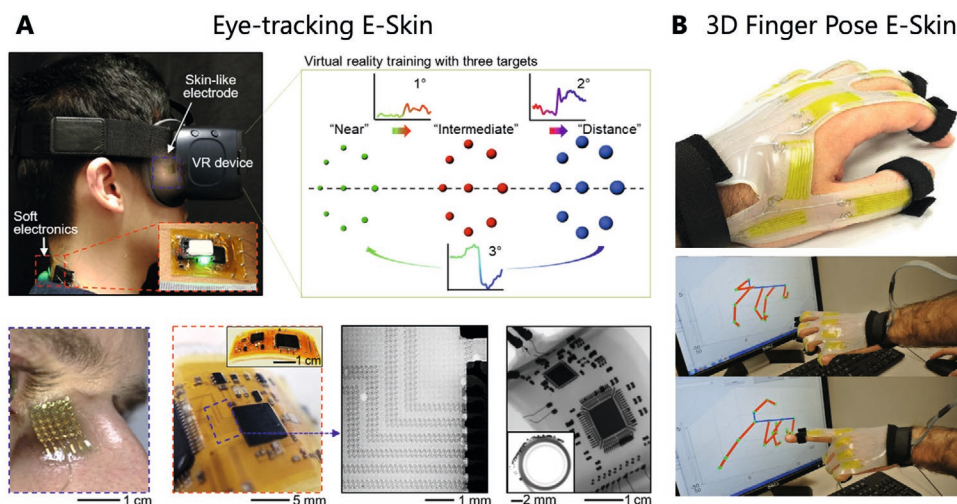 A
Eye-tracking E-Skin
B
3D Finger Pose E-Skin
Skin-like
electrode
VR device
Soft
electronics
Virtual reality training with three targets
1°
2°
“Near”
“Intermediate”
“Distance”
3°
1 cm
1 cm
5 mm
1 mm
2 mm
1 cm